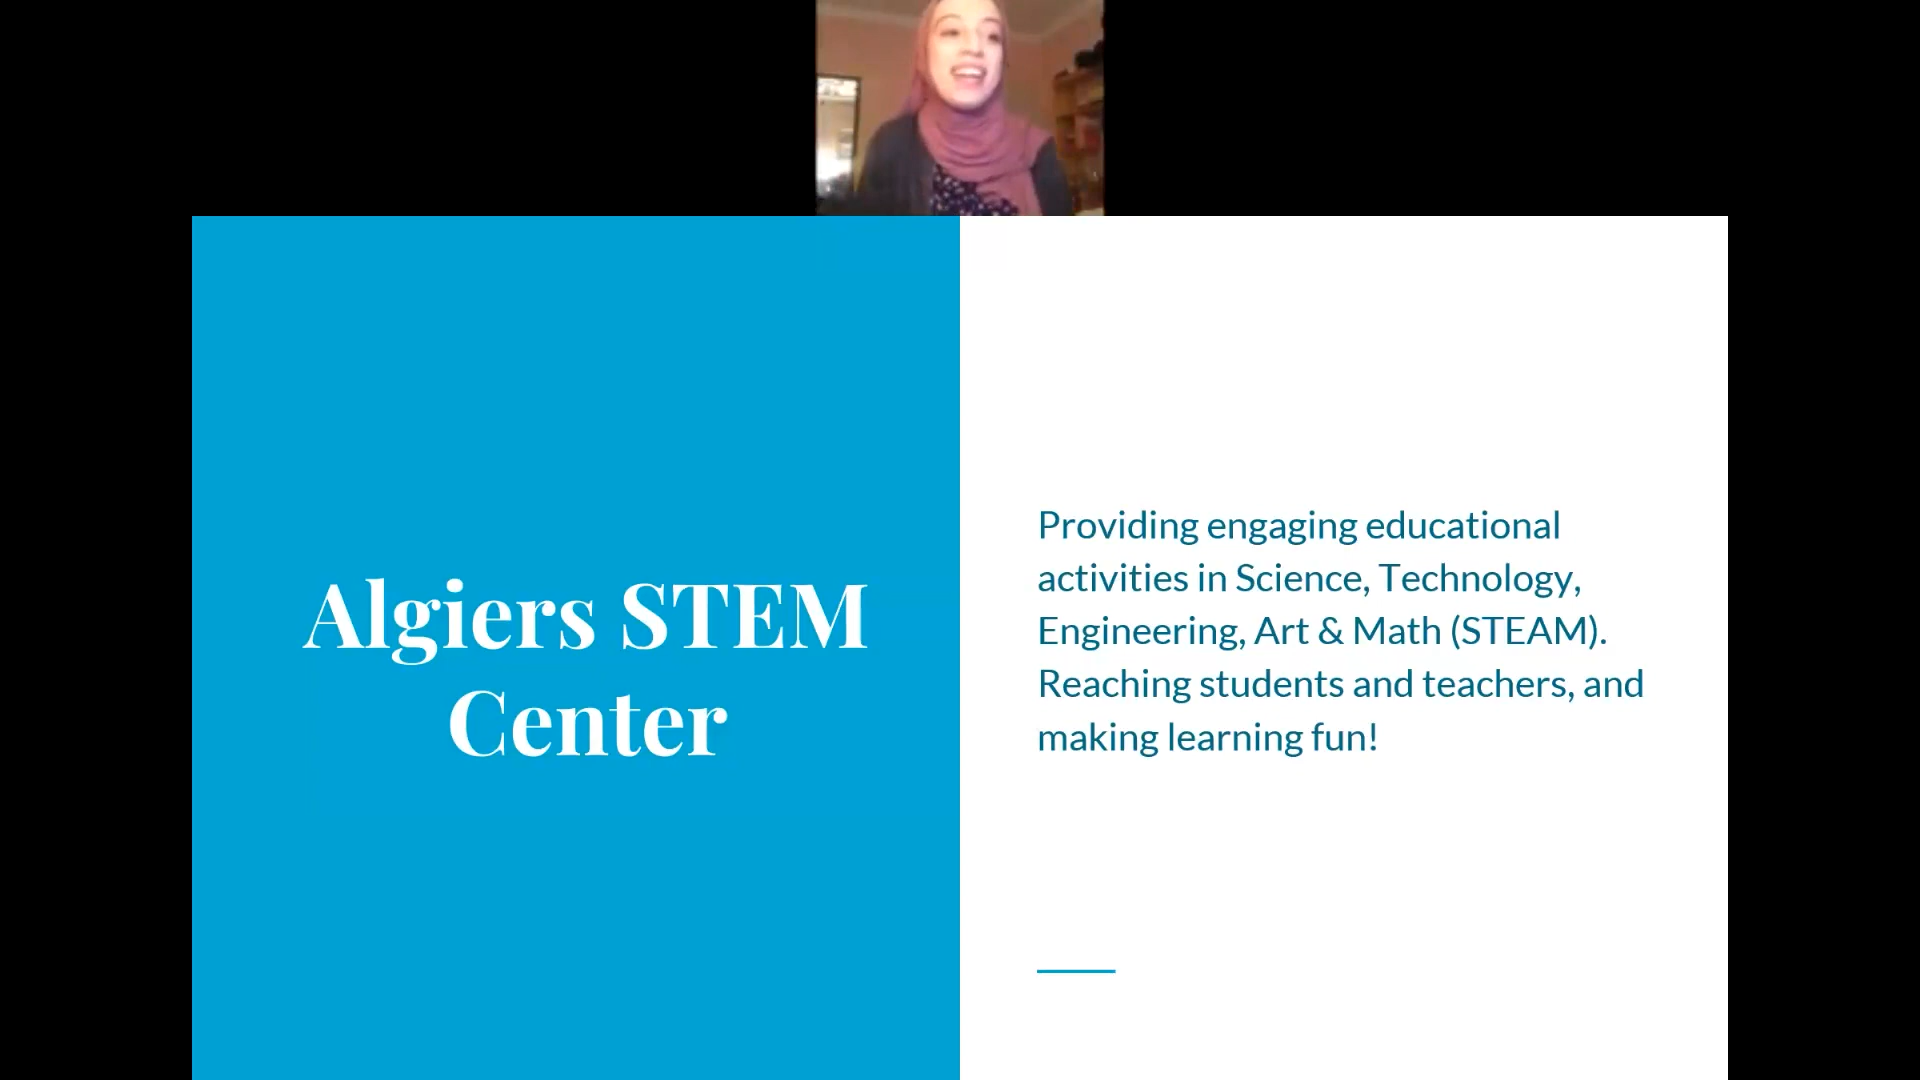 Algiers STEM
Center
Providing engaging educational
activities in Science, Technology,
Engineering, Art & Math (STEAM).
Reaching students and teachers, and
making learning fun!